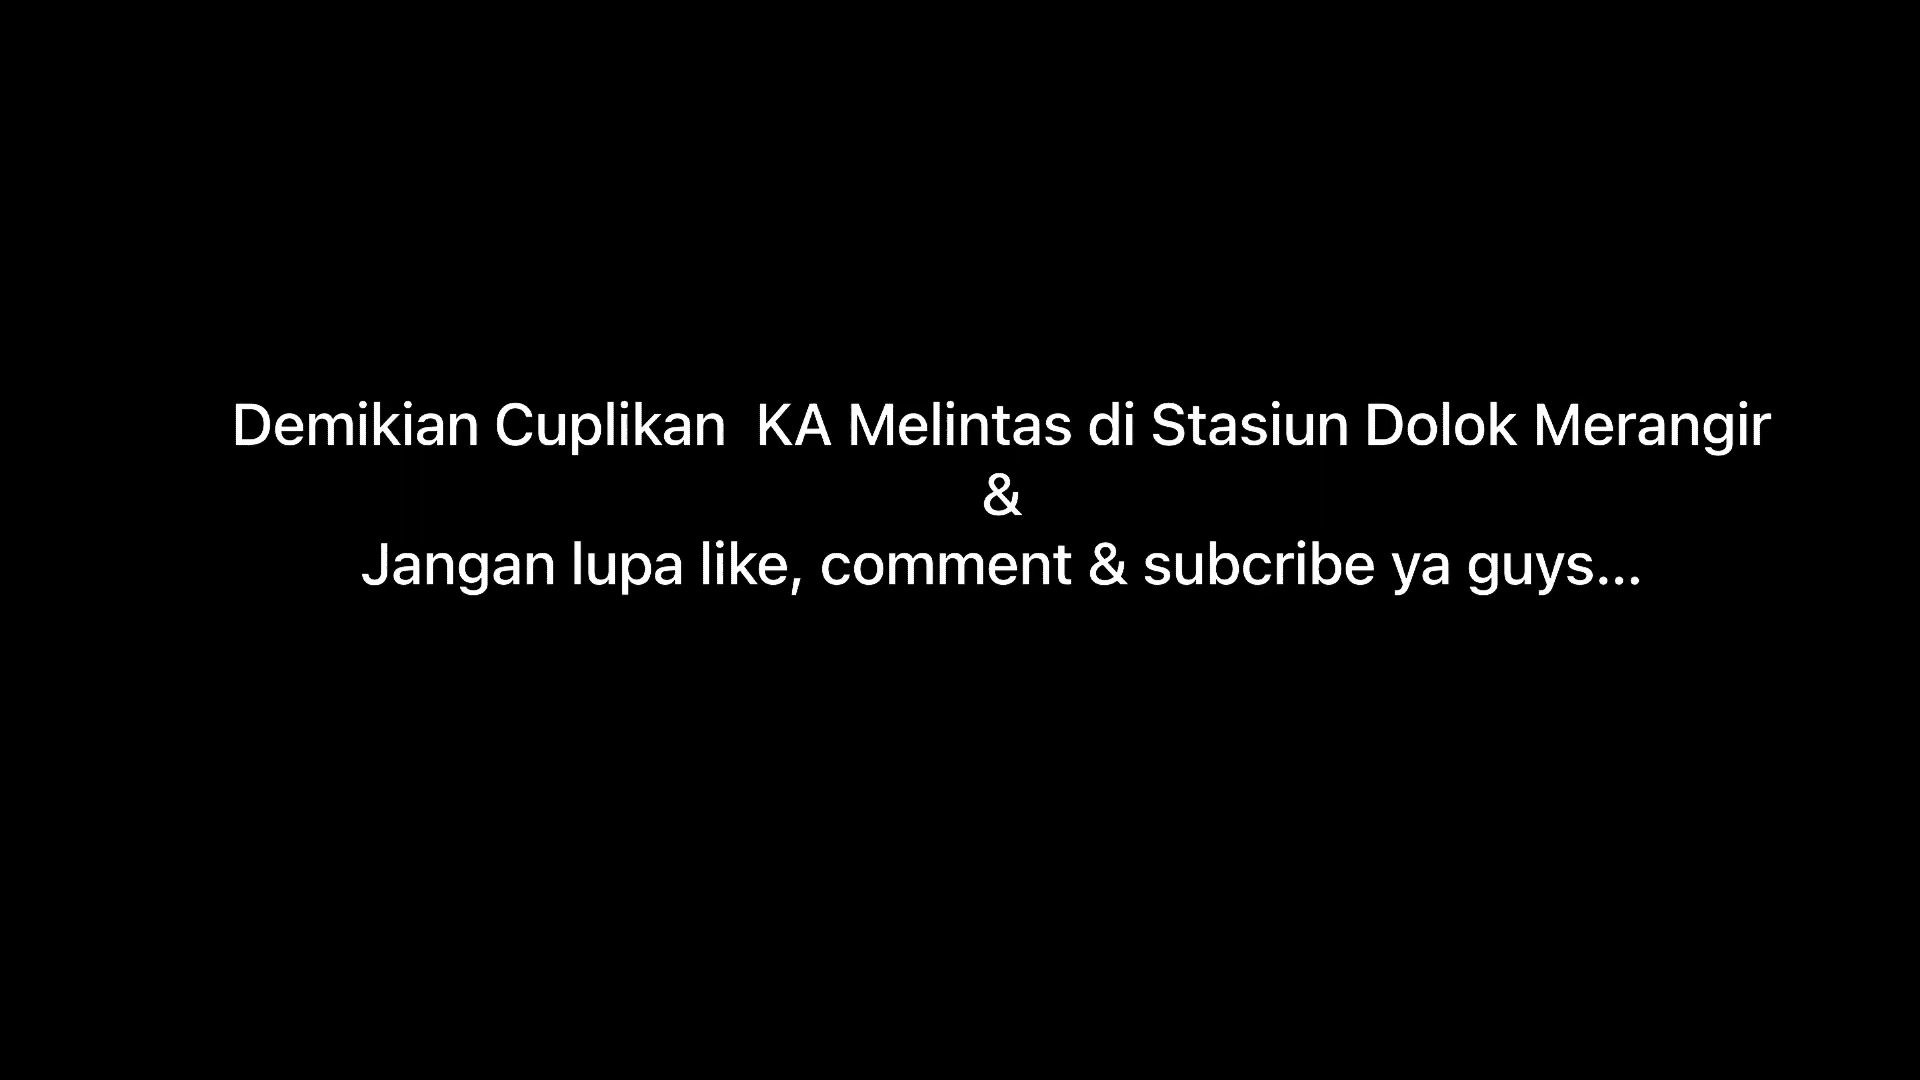 Demikian Cuplikan  KA Melintas di Stasiun Dolok Merangir
&
Jangan lupa like, comment & subcribe ya guys...